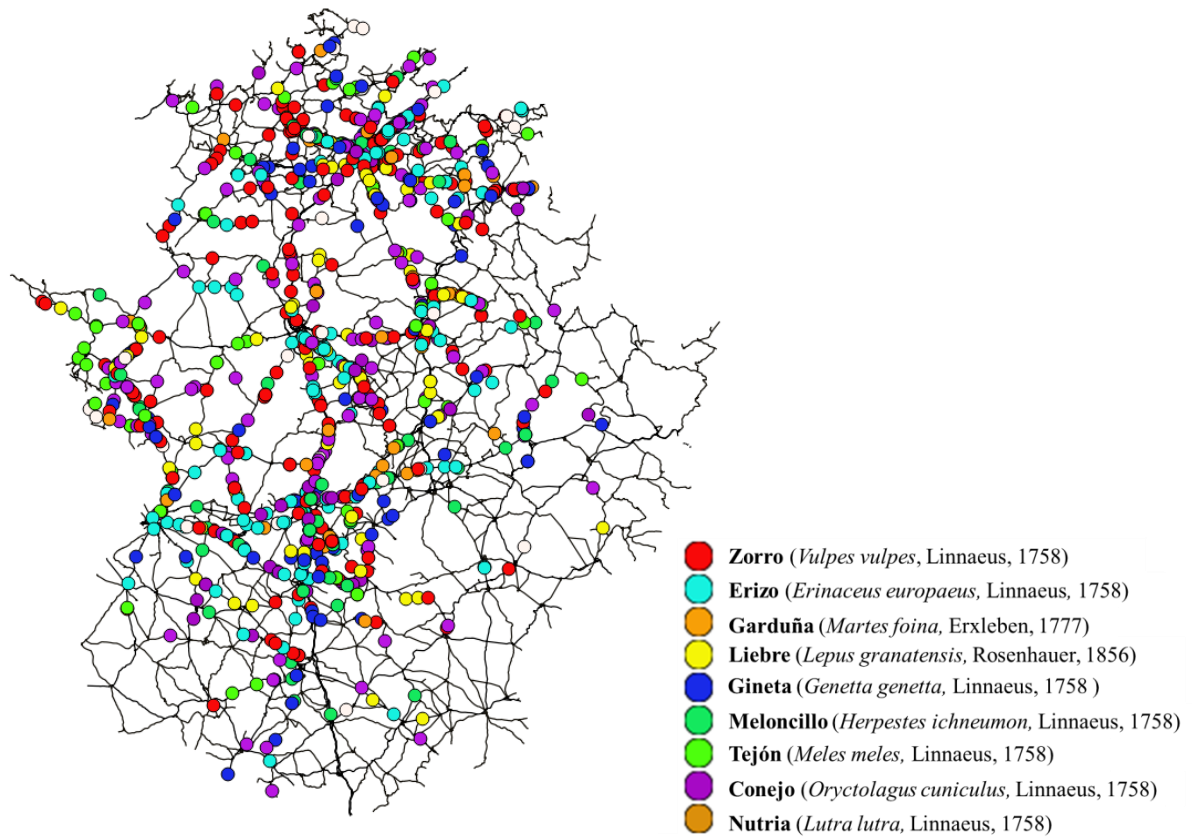 Zorro (Vulpes vulpes, Linnaeus, 1758)
Erizo (Erinaceus europaeus, Linnaeus, 1758)
Garduña (Martes foina, Erxleben, 1777)
Liebre (Lepus granatensis, Rosenhauer, 1856)
Gineta (Genetta genetta, Linnaeus, 1758 )
Meloncillo (Herpestes ichneumon, Linnaeus, 1758)
Tejón (Meles meles, Linnaeus, 1758)
Conejo (Oryctolagus cuniculus, Linnaeus, 1758)
Nutria (Lutra lutra, Linnaeus, 1758)